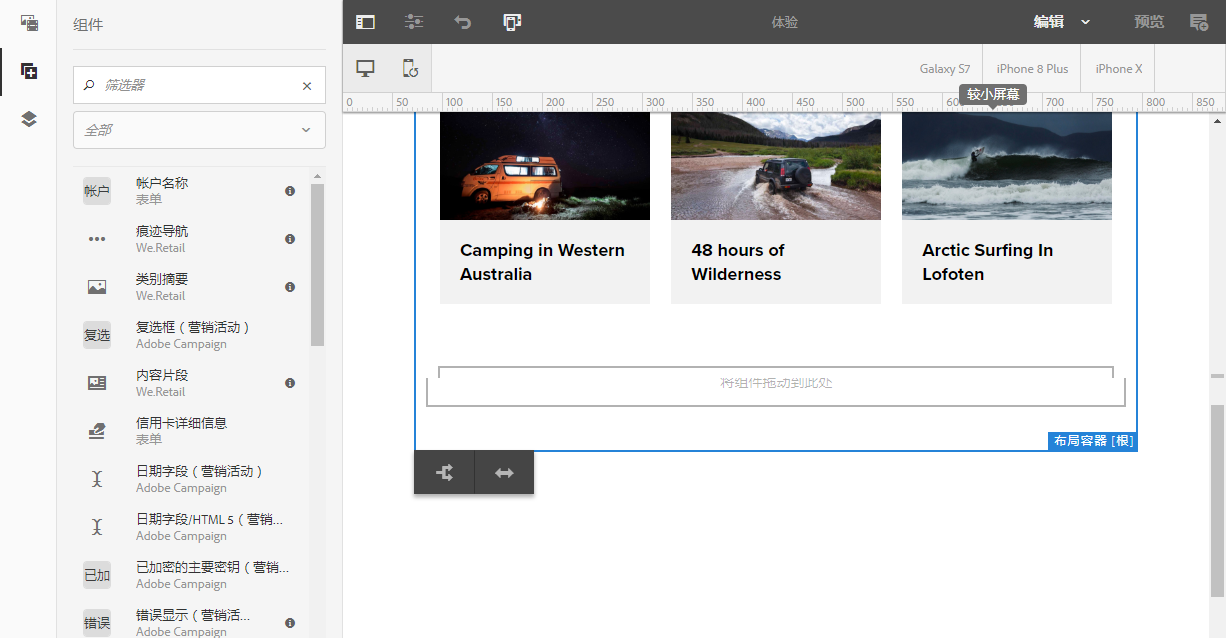 组件
体验
编辑
预览
筛选器
全部
Galaxy S7
iPhone 8 Plus
iPhone X
较小屏幕
0 50 100 150 200 250 300 350 400 450 500 550 600 700 750 800 850
帐户
帐户名称
表单
痕迹导航
We.Retail
类别摘要
We.Retail
复选
复选框（营销活动）
Adobe Campaign
内容片段
We.Retail
信用卡详细信息
表单
日期字段（营销活动）
Adobe Campaign
日期字段/HTML 5（营销...
Adobe Campaign
已加
已加密的主要密钥（营销...
Adobe Campaign
错误
错误显示（营销活...
Adobe Campaign
Camping in Western
Australia
48 hours of
Wilderness
Arctic Surfing In
Lofoten
将组件拖动到此处
布局容器 [根]